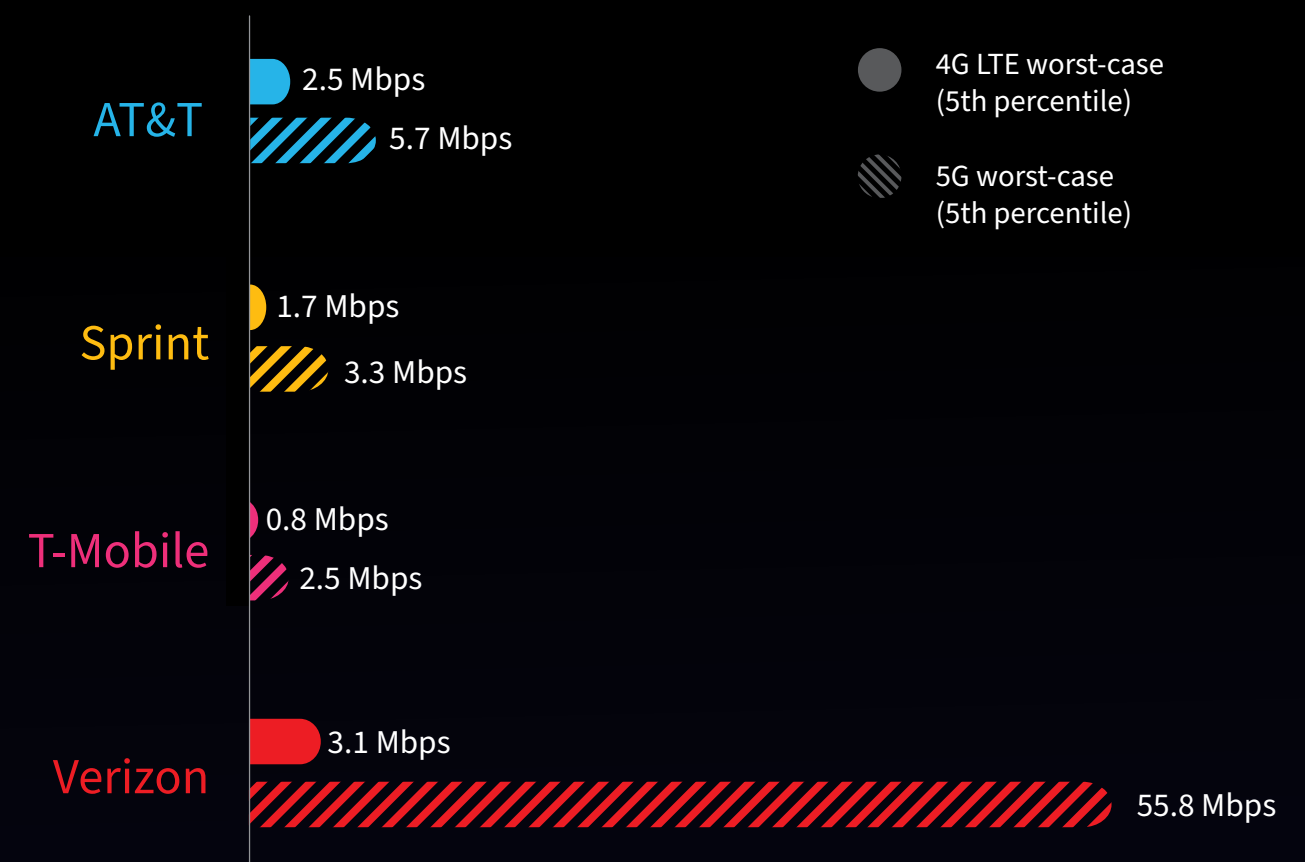 AT&T
2.5 Mbps
5.7 Mbps
4G LTE worst-case
(5th percentile)
5G worst-case
(5th percentile)
Sprint
1.7 Mbps
3.3 Mbps
T-Mobile
0.8 Mbps
2.5 Mbps
Verizon
3.1 Mbps
55.8 Mbps